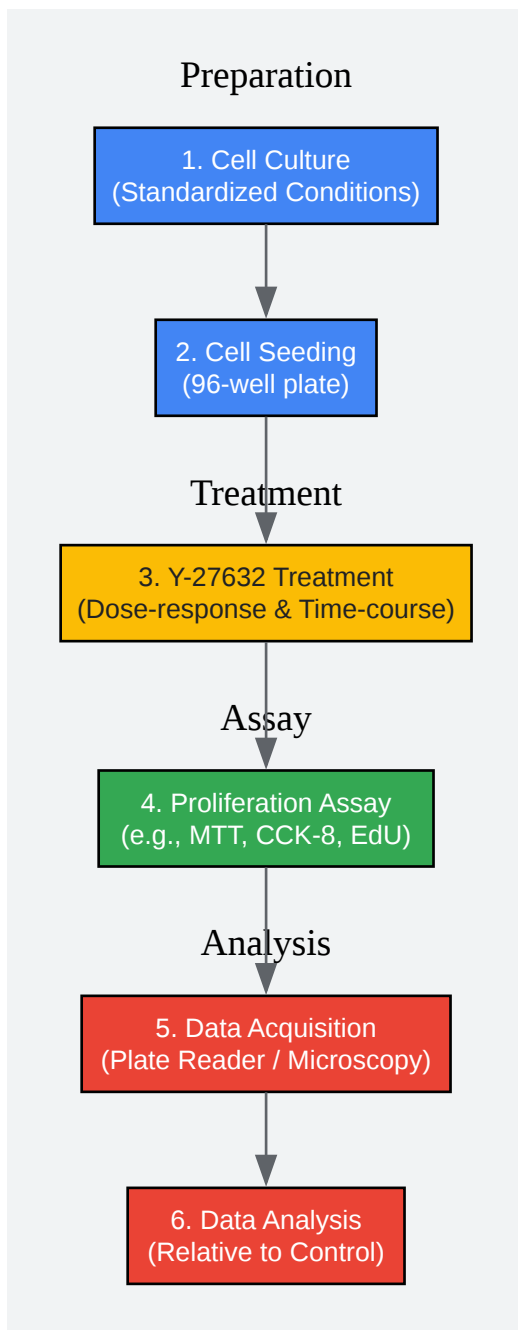 Preparation
1. Cell Culture
(Standardized Conditions)
2. Cell Seeding
(96-well plate)
Treatment
3. Y-27632 Treatment
(Dose-response & Time-course)
Assay
4. Proliferation Assay
(e.g., MTT, CCK-8, EdU)
Analysis
5. Data Acquisition
(Plate Reader / Microscopy)
6. Data Analysis
(Relative to Control)